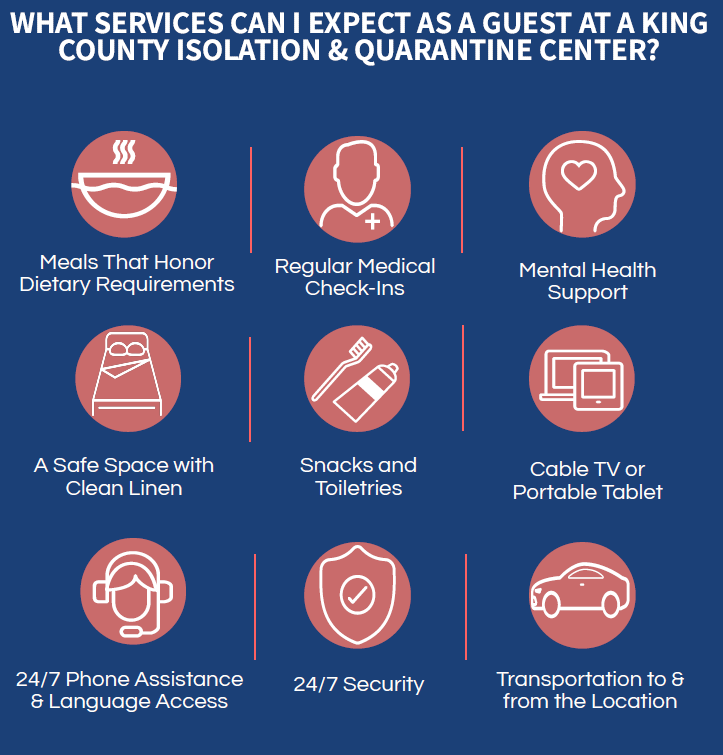 WHAT SERVICES CAN I EXPECT AS A GUEST AT A KING
COUNTY ISOLATION & QUARANTINE CENTER?
Meals That Honor
Dietary Requirements
Regular Medical
Check-Ins
Mental Health
Support
A Safe Space with
Clean Linen
Snacks and
Toiletries
Cable TV or
Portable Tablet
24/7 Phone Assistance
& Language Access
24/7 Security
Transportation to &
from the Location